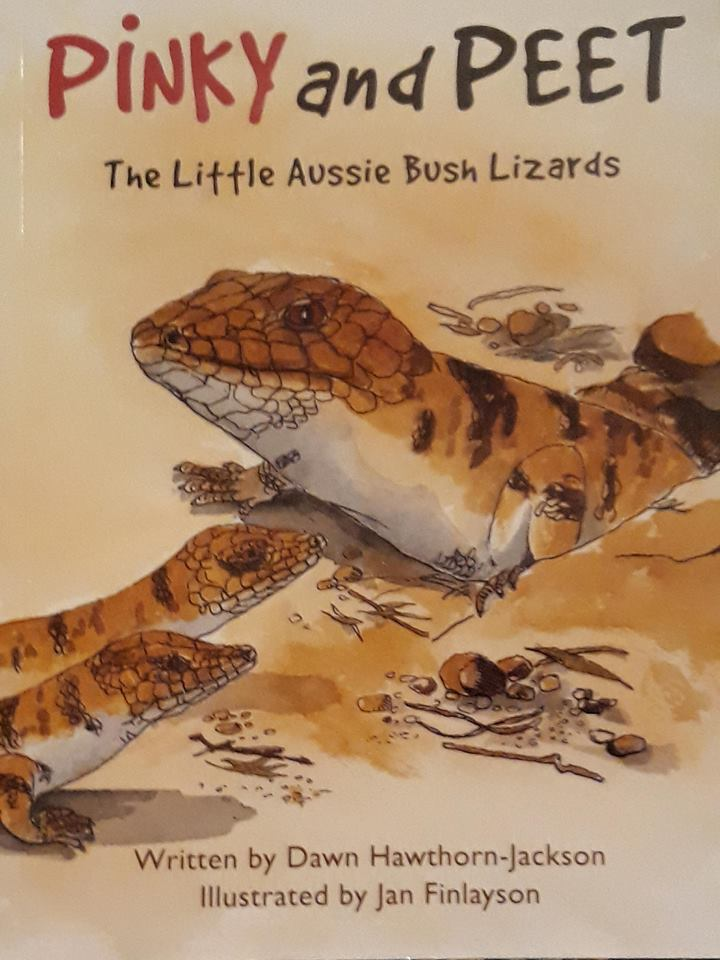 PiNKY and PEET
The Little Aussie Bush Lizards
Written by Dawn Hawthorn-Jackson
Illustrated by Jan Finlayson